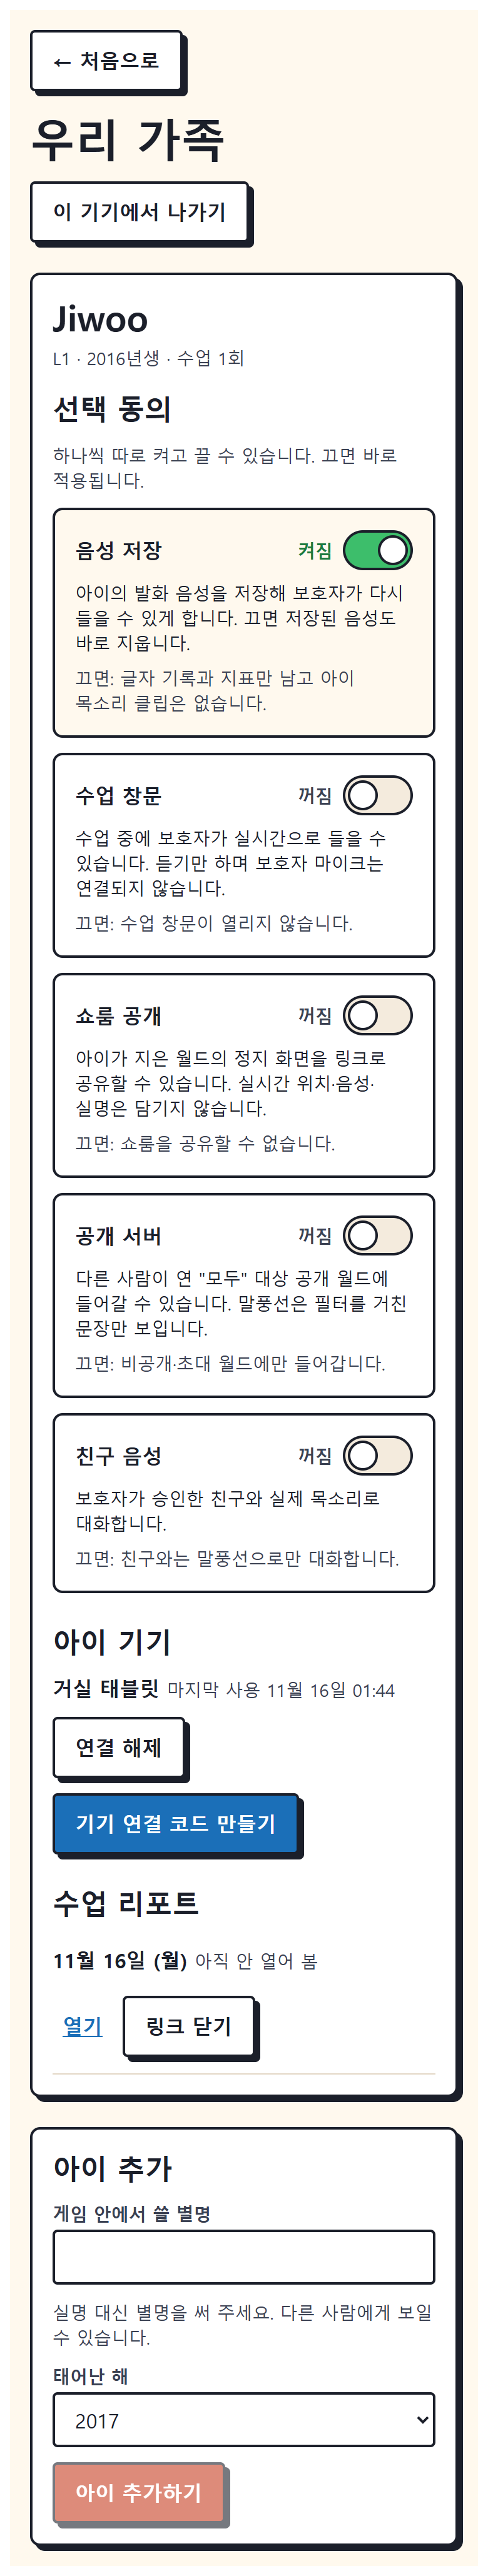 ← 처음으로
우리 가족
이 기기에서 나가기
Jiwoo
L1 · 2016년생 · 수업 1회
선택 동의
하나씩 따로 켜고 끌 수 있습니다. 끄면 바로
적용됩니다.
음성 저장 켜짐
아이의 발화 음성을 저장해 보호자가 다시
들을 수 있게 합니다. 끄면 저장된 음성도
바로 지웁니다.
끄면: 글자 기록과 지표만 남고 아이
목소리 클립은 없습니다.
수업 창문 꺼짐
수업 중에 보호자가 실시간으로 들을 수
있습니다. 듣기만 하며 보호자 마이크는
연결되지 않습니다.
끄면: 수업 창문이 열리지 않습니다.
쇼룸 공개 꺼짐
아이가 지은 월드의 정지 화면을 링크로
공유할 수 있습니다. 실시간 위치·음성·
실명은 담기지 않습니다.
끄면: 쇼룸을 공유할 수 없습니다.
공개 서버 꺼짐
다른 사람이 연 "모두" 대상 공개 월드에
들어갈 수 있습니다. 말풍선은 필터를 거친
문장만 보입니다.
끄면: 비공개·초대 월드에만 들어갑니다.
친구 음성 꺼짐
보호자가 승인한 친구와 실제 목소리로
대화합니다.
끄면: 친구와는 말풍선으로만 대화합니다.
아이 기기
거실 태블릿 마지막 사용 11월 16일 01:44
연결 해제
기기 연결 코드 만들기
수업 리포트
11월 16일 (월) 아직 안 열어 봄
열기 링크 닫기
아이 추가
게임 안에서 쓸 별명
실명 대신 별명을 써 주세요. 다른 사람에게 보일
수 있습니다.
태어난 해
2017
아이 추가하기